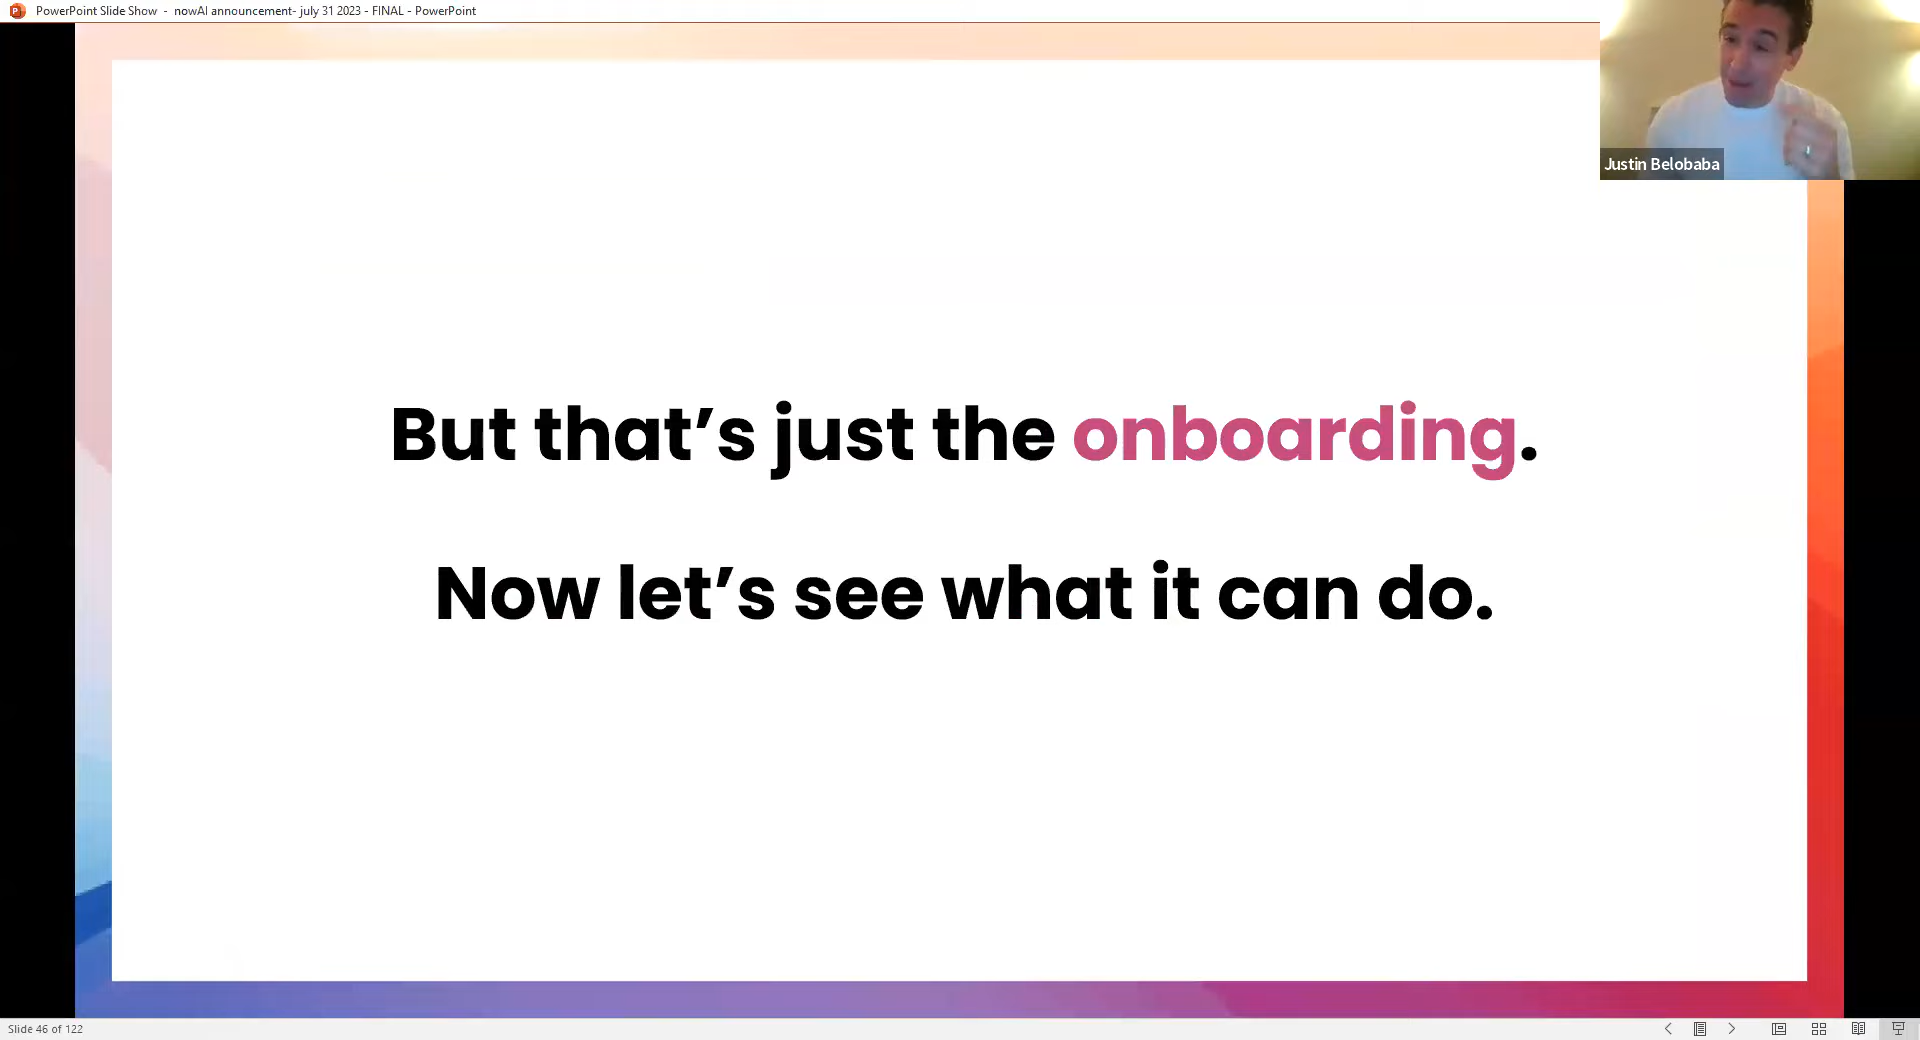 PowerPoint Slide Show - nowAI announcement- july 31 2023 - FINAL - PowerPoint
Justin Belobaba
But that’s just the onboarding.
Now let’s see what it can do.
Slide 46 of 122